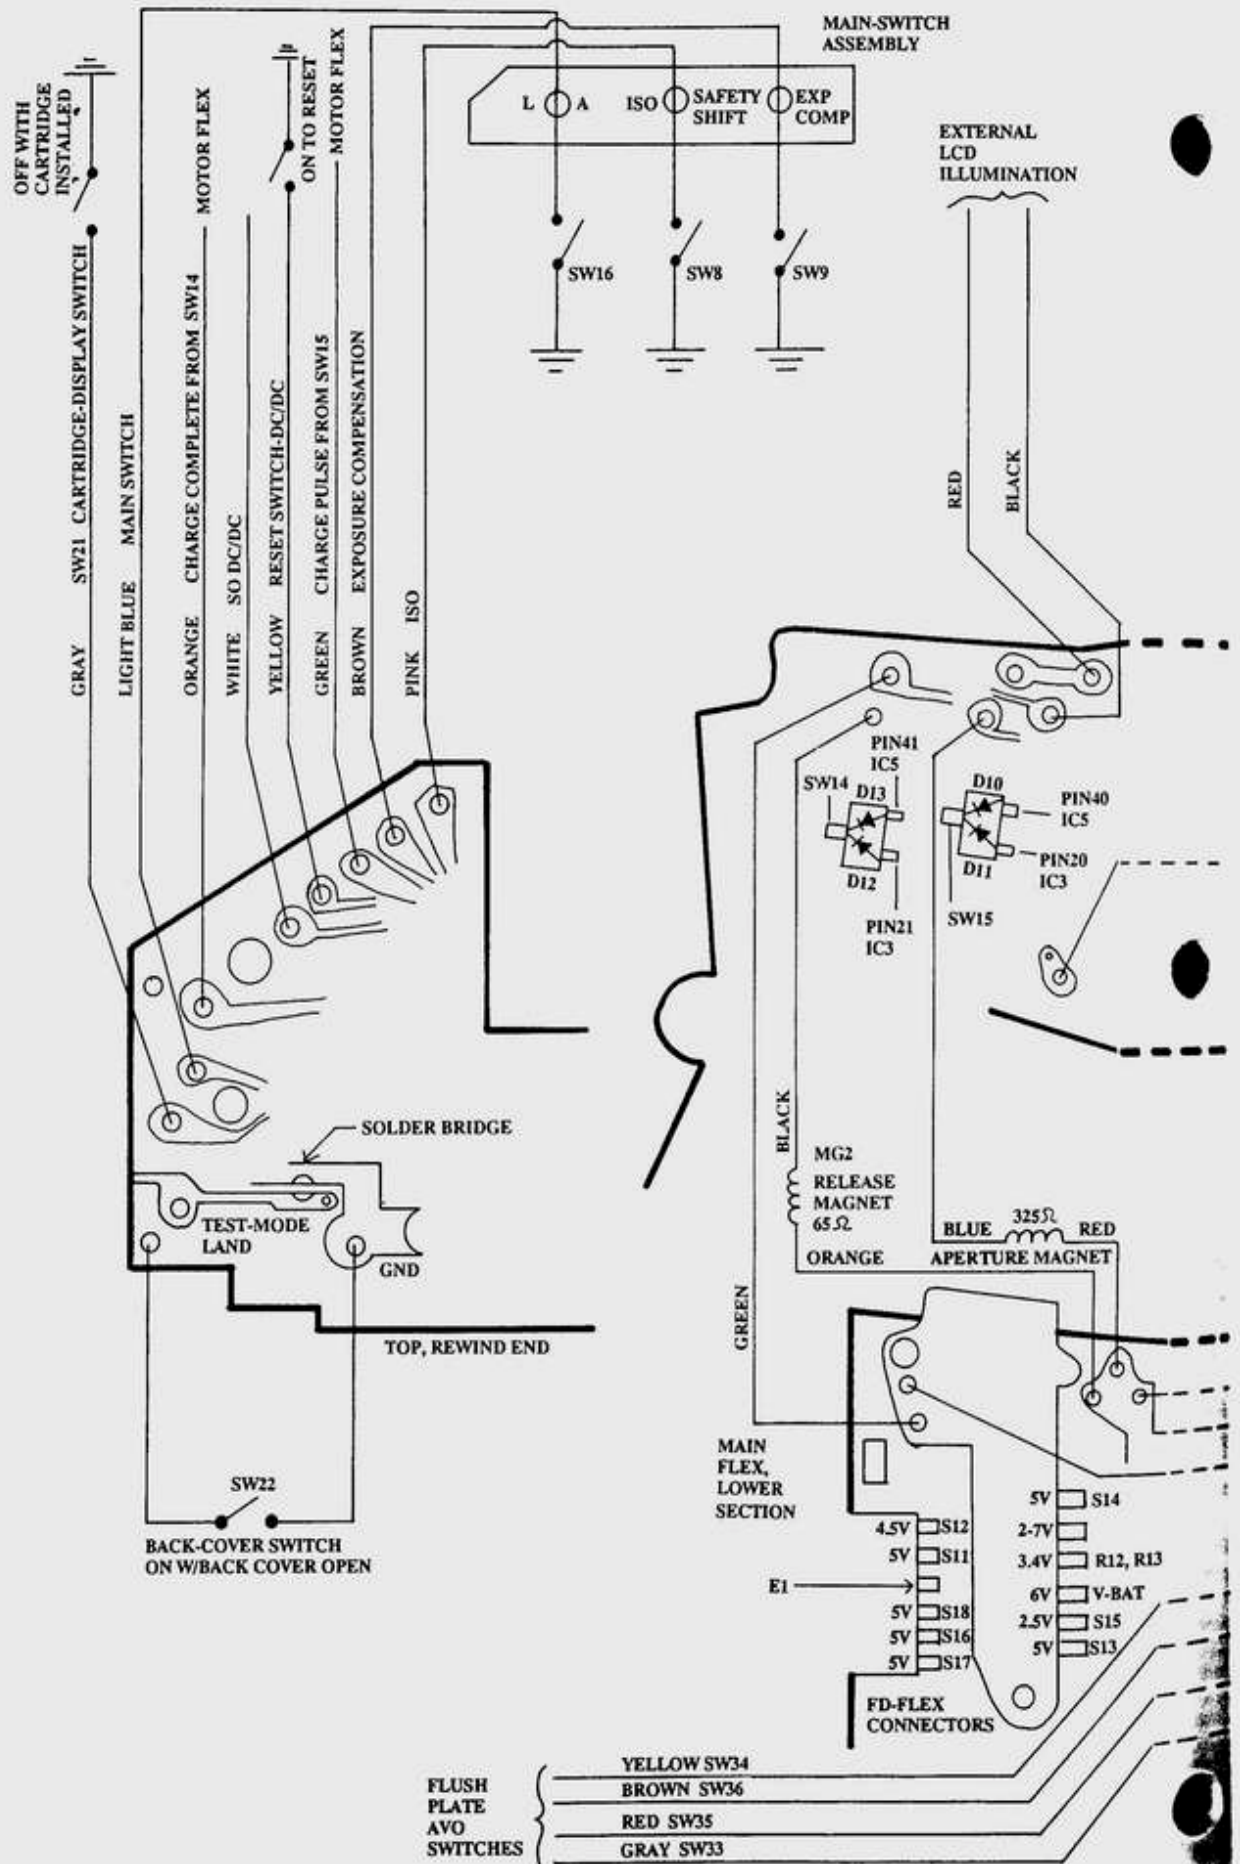 MAIN-SWITCH
ASSEMBLY
L A ISO SAFETY
SHIFT
EXP
COMP
OFF WITH
CARTRIDGE
INSTALLED
MOTOR FLEX
ON TO RESET
MOTOR FLEX
EXTERNAL
LCD
ILLUMINATION
SW16
SW8
SW9
GRAY SW21 CARTRIDGE-DISPLAY SWITCH
LIGHT BLUE MAIN SWITCH
ORANGE CHARGE COMPLETE FROM SW14
WHITE SO DC/DC
YELLOW RESET SWITCH-DC/DC
GREEN CHARGE PULSE FROM SW15
BROWN EXPOSURE COMPENSATION
PINK ISO
RED
BLACK
PIN41
IC5
SW14
D13
D12
PIN21
IC3
D10
PIN40
IC5
PIN20
IC3
D11
SW15
SOLDER BRIDGE
TEST-MODE
LAND
GND
TOP, REWIND END
SW22
BACK-COVER SWITCH
ON W/BACK COVER OPEN
BLACK
MG2
RELEASE
MAGNET
65Ω
ORANGE
BLUE 325Ω RED
APERTURE MAGNET
GREEN
MAIN
FLEX,
LOWER
SECTION
4.5V S12
5V S11
E1
5V S18
5V S16
5V S17
5V S14
2-7V
3.4V R12, R13
6V V-BAT
2.5V S15
5V S13
FD-FLEX
CONNECTORS
FLUSH
PLATE
AVO
SWITCHES
YELLOW SW34
BROWN SW36
RED SW35
GRAY SW33